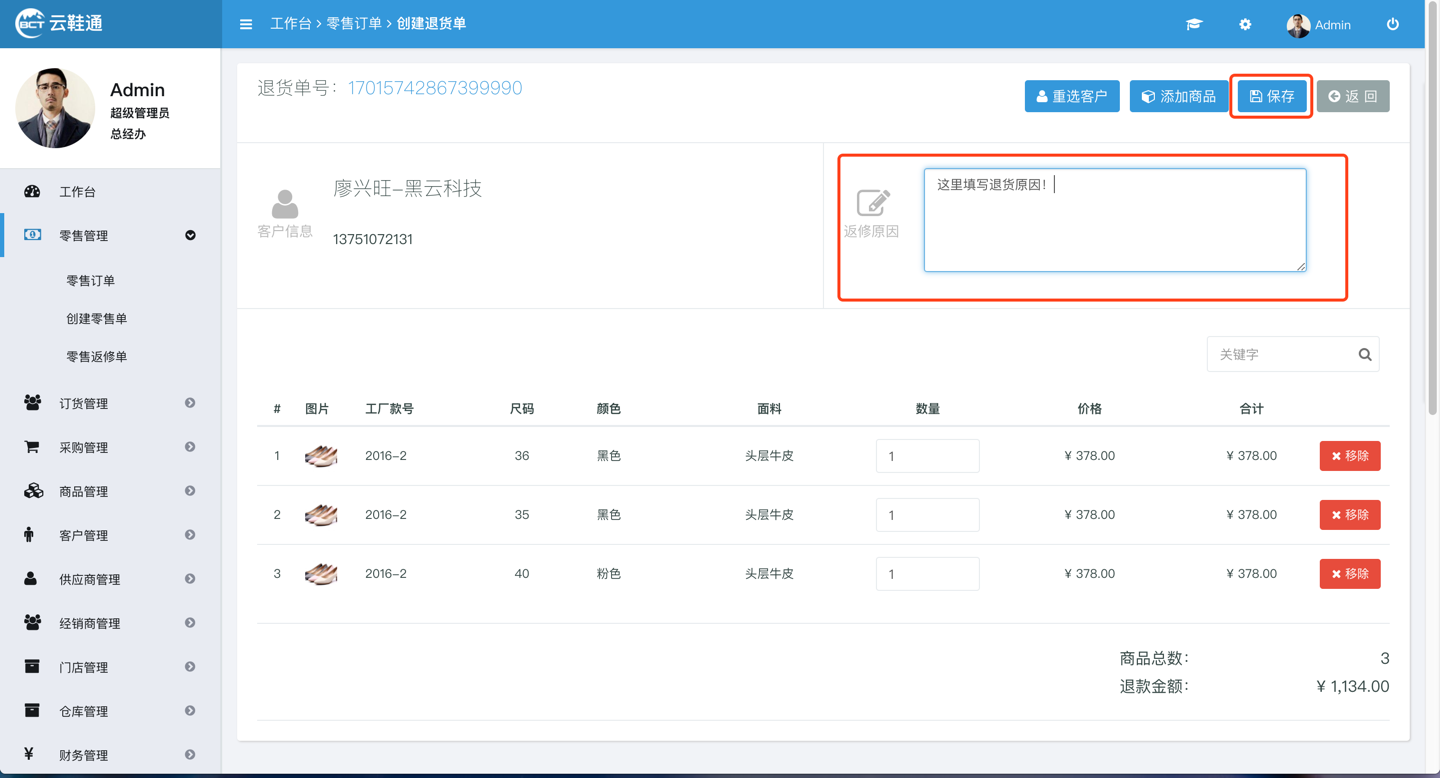 BCT 云鞋通
工作台 > 零售订单 > 创建退货单
Admin
Admin
超级管理员
总经办
工作台
零售管理
零售订单
创建零售单
零售返修单
订货管理
采购管理
商品管理
客户管理
供应商管理
经销商管理
门店管理
仓库管理
财务管理
退货单号：17015742867399990
重选客户
添加商品
保存
返 回
客户信息
廖兴旺-黑云科技
13751072131
返修原因
这里填写退货原因！
关键字
# 图片 工厂款号 尺码 颜色 面料 数量 价格 合计
1 2016-2 36 黑色 头层牛皮 1 ¥ 378.00 ¥ 378.00 移除
2 2016-2 35 黑色 头层牛皮 1 ¥ 378.00 ¥ 378.00 移除
3 2016-2 40 粉色 头层牛皮 1 ¥ 378.00 ¥ 378.00 移除
商品总数： 3
退款金额： ¥ 1,134.00